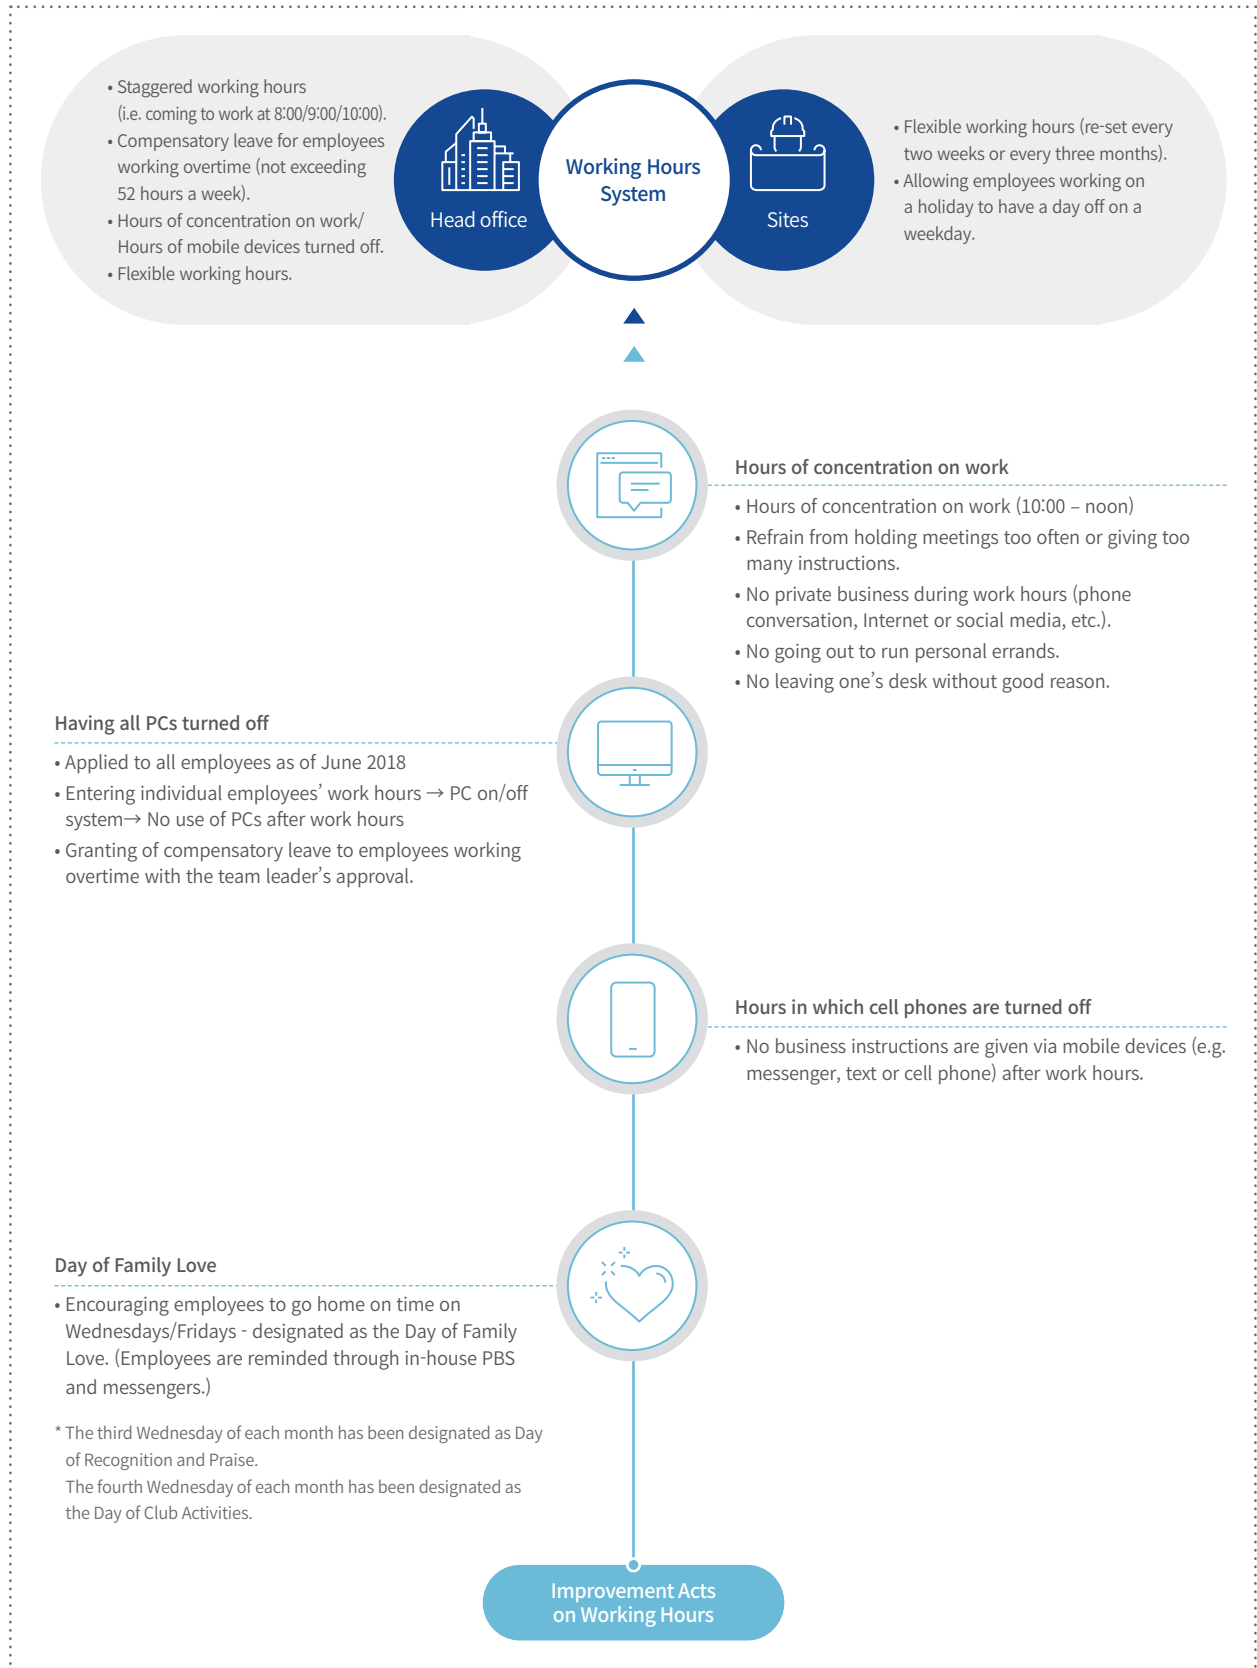 • Staggered working hours
(i.e. coming to work at 8:00/9:00/10:00).
• Compensatory leave for employees
working overtime (not exceeding
52 hours a week).
• Hours of concentration on work/
Hours of mobile devices turned off.
• Flexible working hours.
Head office
Working Hours
System
Sites
• Flexible working hours (re-set every
two weeks or every three months).
• Allowing employees working on
a holiday to have a day off on a
weekday.
Hours of concentration on work
• Hours of concentration on work (10:00 – noon)
• Refrain from holding meetings too often or giving too
many instructions.
• No private business during work hours (phone
conversation, Internet or social media, etc.).
• No going out to run personal errands.
• No leaving one’s desk without good reason.
Having all PCs turned off
• Applied to all employees as of June 2018
• Entering individual employees’ work hours → PC on/off
system→ No use of PCs after work hours
• Granting of compensatory leave to employees working
overtime with the team leader’s approval.
Hours in which cell phones are turned off
• No business instructions are given via mobile devices (e.g.
messenger, text or cell phone) after work hours.
Day of Family Love
• Encouraging employees to go home on time on
Wednesdays/Fridays - designated as the Day of Family
Love. (Employees are reminded through in-house PBS
and messengers.)
* The third Wednesday of each month has been designated as Day
of Recognition and Praise.
The fourth Wednesday of each month has been designated as
the Day of Club Activities.
Improvement Acts
on Working Hours